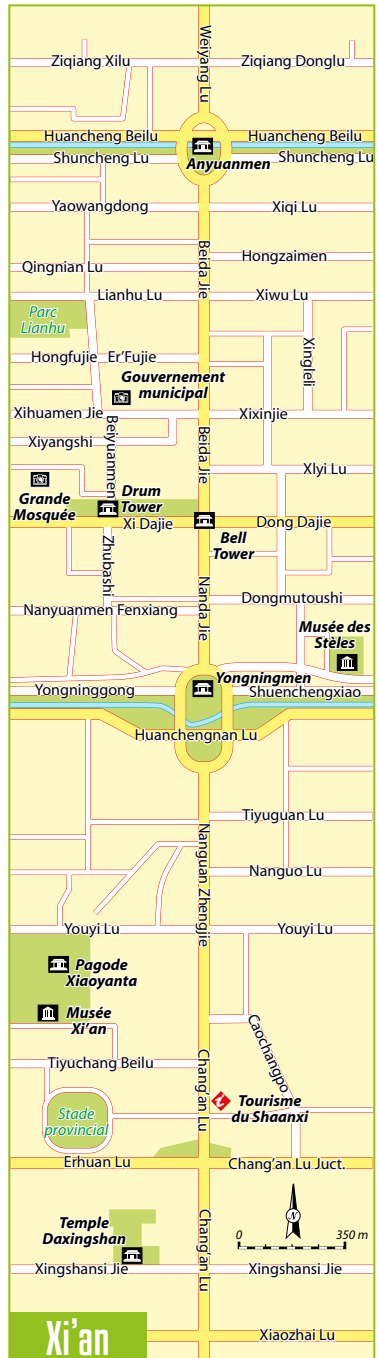 Weiyang Lu
Ziqiang Xilu
Ziqiang Donglu
Huancheng Beilu
Huancheng Beilu
Shuncheng Lu
Anyuanmen
Shuncheng Lu
Yaowangdong
Xiqi Lu
Beida Jie
Hongzaimen
Qingnian Lu
Lianhu Lu
Xiwu Lu
Parc
Lianhu
Xingleli
Hongfujie
Er'Fujie
Gouvernement
municipal
Xihuamen Jie
Xixinjie
Beiyuanmen
Beida Jie
Xiyangshi
XIyi Lu
Grande
Mosquée
Drum
Tower
Xi Dajie
Dong Dajie
Bell
Tower
Zhubashi
Nanda Jie
Nanyuanmen Fenxiang
Dongmutoushi
Musée des
Stèles
Yongningmen
Yongninggong
Shuenchengxiao
Huanchengnan Lu
Tiyuguan Lu
Nanguan Zhengjie
Nanguo Lu
Youyi Lu
Youyi Lu
Pagode
Xiaoyanta
Musée
Xi'an
Caochangpo
Tiyuchang Beilu
Chang'an Lu
Stade
provincial
Tourisme
du Shaanxi
Erhuan Lu
Chang'an Lu Juct.
Temple
Daxingshan
Chang'an Lu
N
0
350 m
Xingshansi Jie
Xingshansi Jie
Xi'an
Xiaozhai Lu